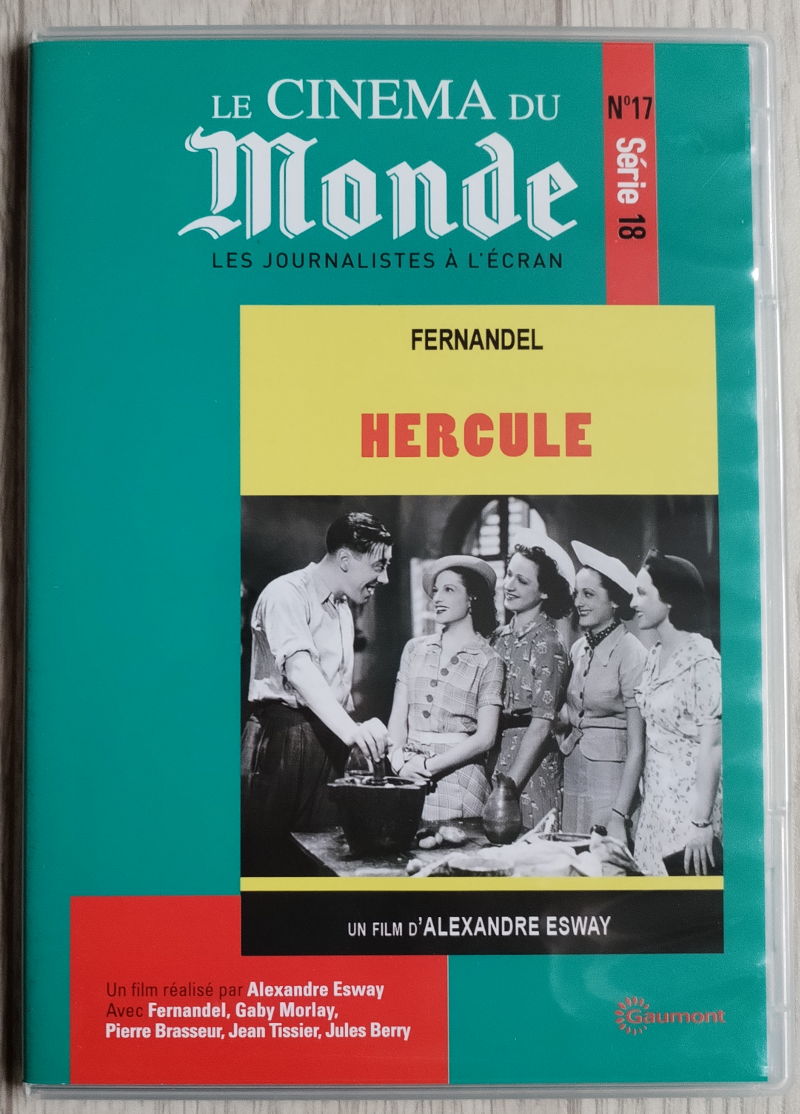 LE CINEMA DU
Monde
LES JOURNALISTES À L'ÉCRAN
N°17
Série 18
FERNANDEL
HERCULE
UN FILM D'ALEXANDRE ESWAY
Un film réalisé par Alexandre Esway
Avec Fernandel, Gaby Morlay,
Pierre Brasseur, Jean Tissier, Jules Berry
Gaumont